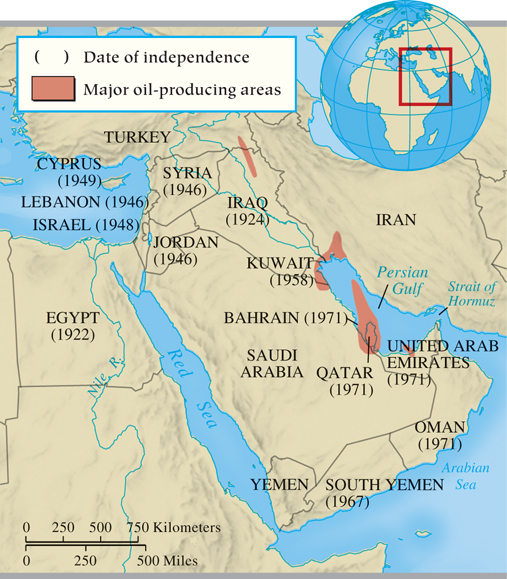 ( ) Date of independence
Major oil-producing areas
TURKEY
CYPRUS
(1949)
SYRIA
(1946)
LEBANON (1946)
IRAQ
(1924)
ISRAEL (1948)
IRAN
JORDAN
(1946)
KUWAIT
(1958)
Persian
Gulf
Strait of
Hormuz
EGYPT
(1922)
BAHRAIN (1971)
UNITED ARAB
EMIRATES
(1971)
SAUDI
ARABIA
QATAR
(1971)
Nile R.
Red Sea
OMAN
(1971)
Arabian
Sea
YEMEN
SOUTH YEMEN
(1967)
0 250 500 750 Kilometers
0 250 500 Miles